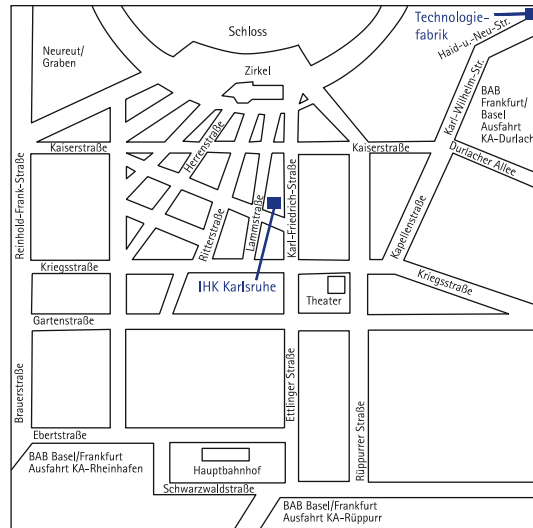 Technologie-
fabrik
Haid-u.-Neu-Str.
Schloss
Neureut/
Graben
Zirkel
Karl-Wilhelm-Str.
BAB
Frankfurt/
Basel
Ausfahrt
KA-Durlach
Herrenstraße
Kaiserstraße
Kaiserstraße
Durlacher Allee
Reinhold-Frank-Straße
Ritterstraße
Lammstraße
Karl-Friedrich-Straße
Kapellenstraße
Kriegsstraße
IHK Karlsruhe
Theater
Kriegsstraße
Gartenstraße
Brauerstraße
Ettlinger Straße
Rüppurrer Straße
Ebertstraße
BAB Basel/Frankfurt
Ausfahrt KA-Rheinhafen
Hauptbahnhof
Schwarzwaldstraße
BAB Basel/Frankfurt
Ausfahrt KA-Rüppurr